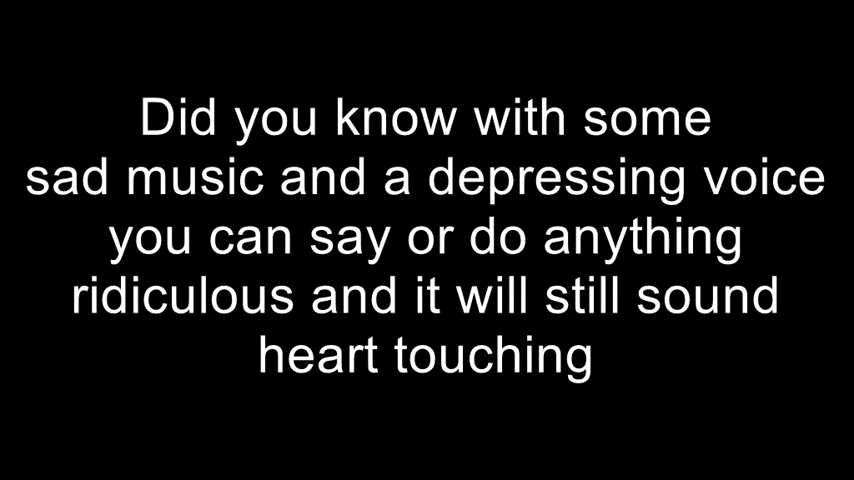 Did you know with some
sad music and a depressing voice
you can say or do anything
ridiculous and it will still sound
heart touching